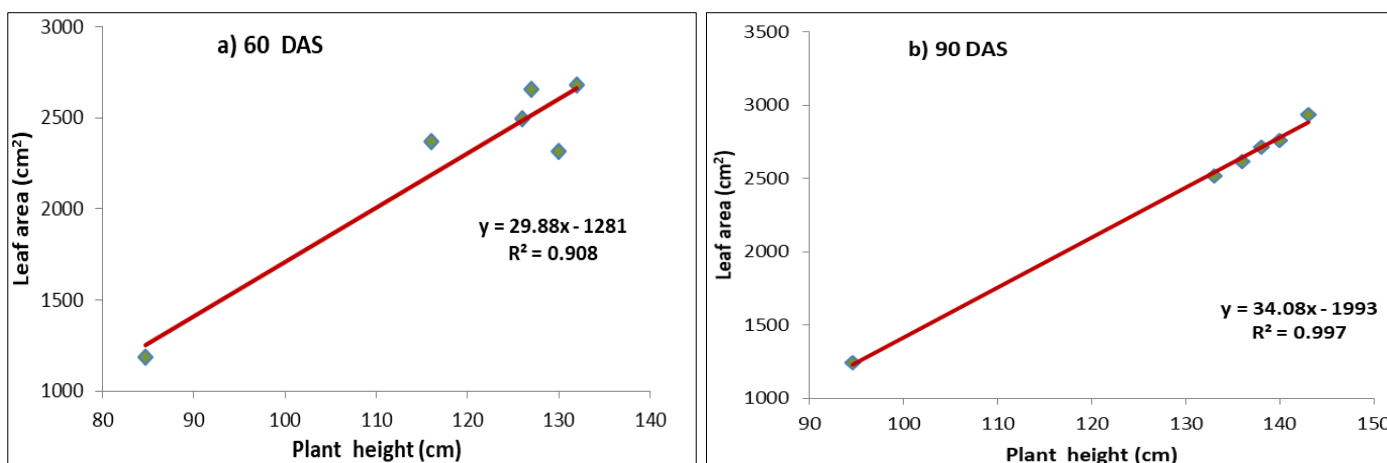 a) 60 DAS
Leaf area (cm²)
3000
2500
2000
1500
1000
y = 29.88x - 1281
R² = 0.908
80 90 100 110 120 130 140
Plant height (cm)
b) 90 DAS
Leaf area (cm²)
3500
3000
2500
2000
1500
1000
y = 34.08x - 1993
R² = 0.997
90 100 110 120 130 140 150
Plant height (cm)